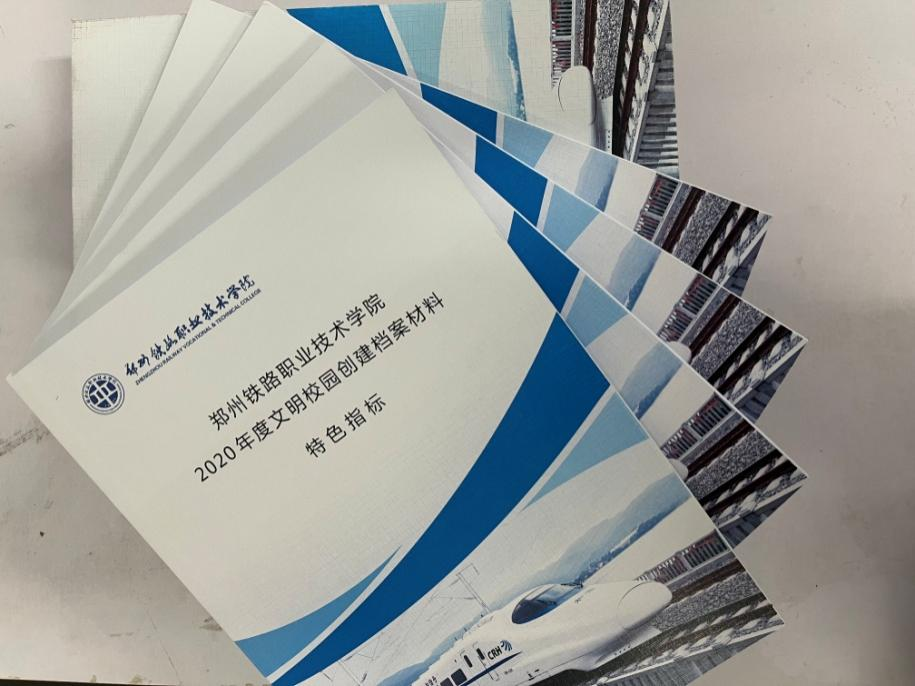 郑州铁路职业技术学院
ZHENGZHOU RAILWAY VOCATIONAL & TECHNICAL COLLEGE
郑州铁路职业技术学院
2020年度文明校园创建档案材料
特色指标
CRH